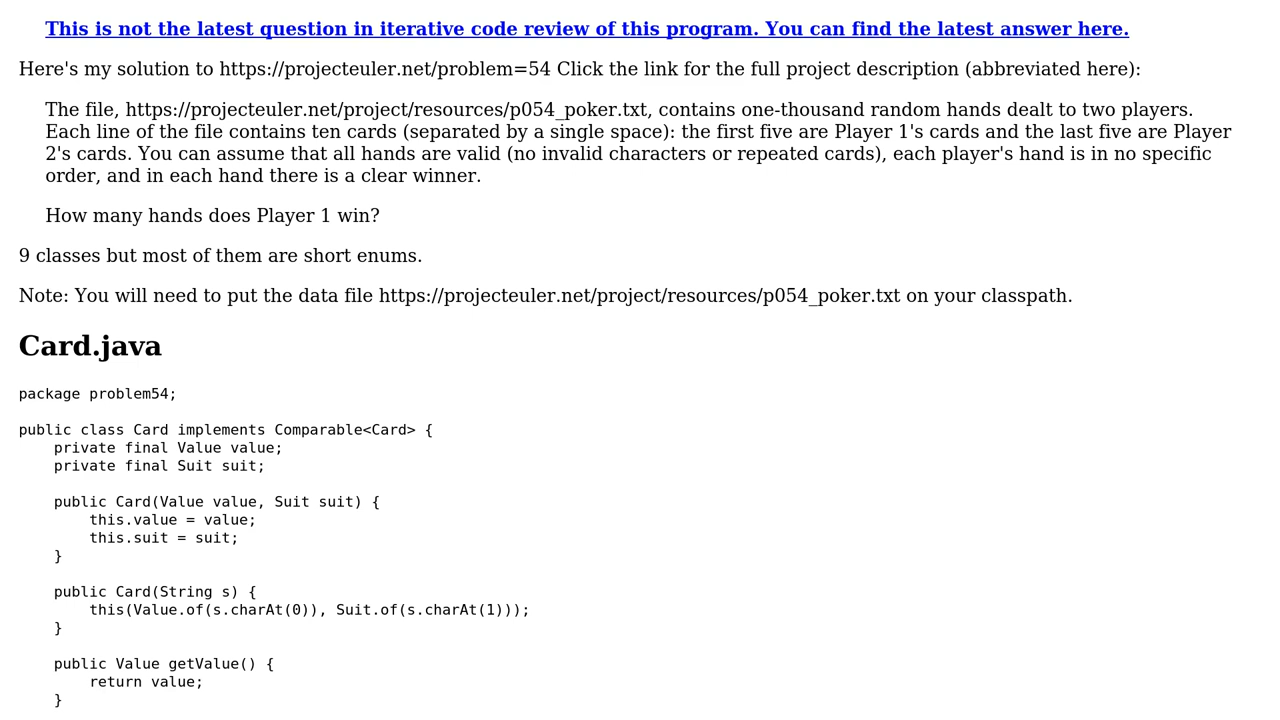 This is not the latest question in iterative code review of this program. You can find the latest answer here.
Here's my solution to https://projecteuler.net/problem=54 Click the link for the full project description (abbreviated here):
The file, https://projecteuler.net/project/resources/p054_poker.txt, contains one-thousand random hands dealt to two players.
Each line of the file contains ten cards (separated by a single space): the first five are Player 1's cards and the last five are Player
2's cards. You can assume that all hands are valid (no invalid characters or repeated cards), each player's hand is in no specific
order, and in each hand there is a clear winner.
How many hands does Player 1 win?
9 classes but most of them are short enums.
Note: You will need to put the data file https://projecteuler.net/project/resources/p054_poker.txt on your classpath.
Card.java
package problem54;
public class Card implements Comparable<Card> {
    private final Value value;
    private final Suit suit;
    public Card(Value value, Suit suit) {
        this.value = value;
        this.suit = suit;
    }
    public Card(String s) {
        this(Value.of(s.charAt(0)), Suit.of(s.charAt(1)));
    }
    public Value getValue() {
        return value;
    }